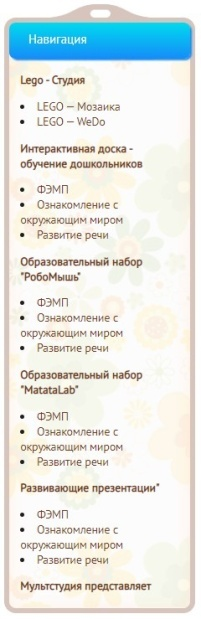 Навигация
Lego - Студия
LEGO — Мозаика
LEGO — WeDo
Интерактивная доска -
обучение дошкольников
ФЭМП
Ознакомление с
окружающим миром
Развитие речи
Образовательный набор
"РобоМышь"
ФЭМП
Ознакомление с
окружающим миром
Развитие речи
Образовательный набор
"MatataLab"
ФЭМП
Ознакомление с
окружающим миром
Развитие речи
Развивающие презентации"
ФЭМП
Ознакомление с
окружающим миром
Развитие речи
Мультстудия представляет